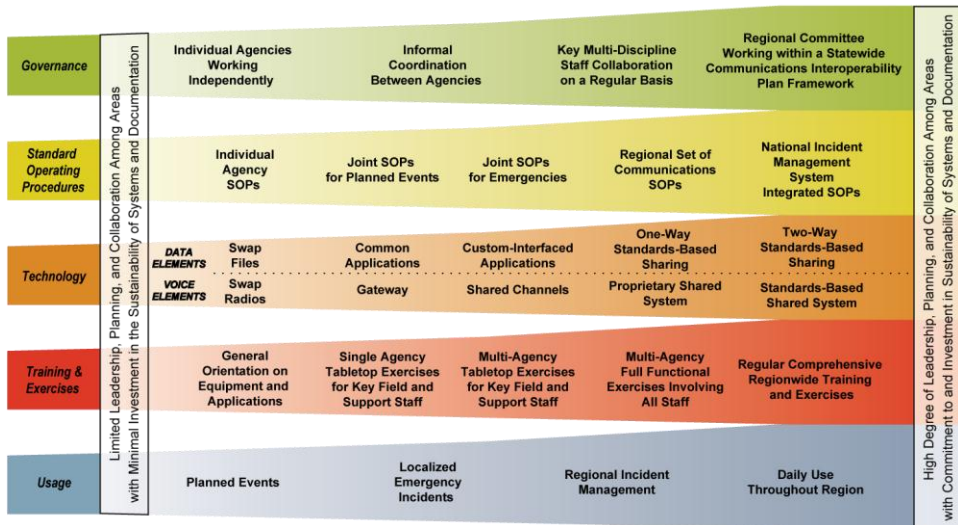 Limited Leadership, Planning, and Collaboration Among Areas
with Minimal Investment in the Sustainability of Systems and Documentation
Governance
Individual Agencies
Working
Independently
Informal
Coordination
Between Agencies
Key Multi-Discipline
Staff Collaboration
on a Regular Basis
Regional Committee
Working within a Statewide
Communications Interoperability
Plan Framework
Standard
Operating
Procedures
Individual
Agency
SOPs
Joint SOPs
for Planned Events
Joint SOPs
for Emergencies
Regional Set of
Communications
SOPs
National Incident
Management
System
Integrated SOPs
Technology
DATA
ELEMENTS
Swap
Files
Common
Applications
Custom-Interfaced
Applications
One-Way
Standards-Based
Sharing
Two-Way
Standards-Based
Sharing
VOICE
ELEMENTS
Swap
Radios
Gateway
Shared Channels
Proprietary Shared
System
Standards-Based
Shared System
Training &
Exercises
General
Orientation on
Equipment and
Applications
Single Agency
Tabletop Exercises
for Key Field and
Support Staff
Multi-Agency
Tabletop Exercises
for Key Field and
Support Staff
Multi-Agency
Full Functional
Exercises Involving
All Staff
Regular Comprehensive
Regionwide Training
and Exercises
Usage
Planned Events
Localized
Emergency
Incidents
Regional Incident
Management
Daily Use
Throughout Region
High Degree of Leadership, Planning, and Collaboration Among Areas
with Commitment to and Investment in Sustainability of Systems and Documentation